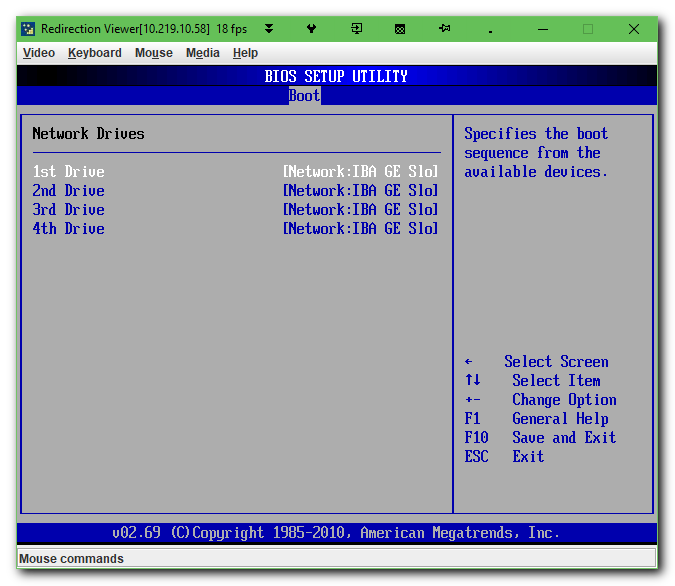 Redirection Viewer[10.219.10.58] 18 fps
Video Keyboard Mouse Media Help
BIOS SETUP UTILITY
Boot
Network Drives
1st Drive [Network:IBA GE Slo]
2nd Drive [Network:IBA GE Slo]
3rd Drive [Network:IBA GE Slo]
4th Drive [Network:IBA GE Slo]
Specifies the boot
sequence from the
available devices.
← Select Screen
↑↓ Select Item
+- Change Option
F1 General Help
F10 Save and Exit
ESC Exit
v02.69 (C)Copyright 1985-2010, American Megatrends, Inc.
Mouse commands